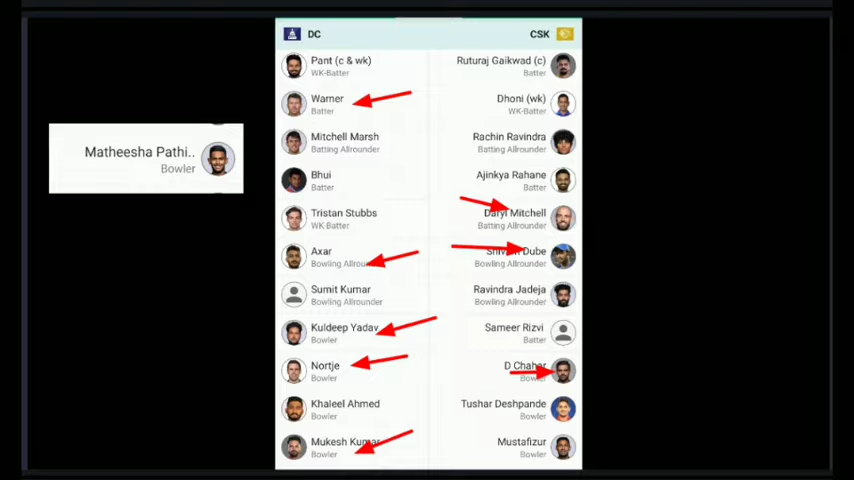 DC
CSK
Pant (c & wk)
WK-Batter
Ruturaj Gaikwad (c)
Batter
Warner
Batter
Dhoni (wk)
WK-Batter
Matheesha Pathi..
Bowler
Mitchell Marsh
Batting Allrounder
Rachin Ravindra
Batting Allrounder
Bhui
Batter
Ajinkya Rahane
Batter
Tristan Stubbs
WK-Batter
Daryl Mitchell
Batting Allrounder
Axar
Bowling Allrounder
Shivam Dube
Bowling Allrounder
Sumit Kumar
Bowling Allrounder
Ravindra Jadeja
Bowling Allrounder
Kuldeep Yadav
Bowler
Sameer Rizvi
Batter
Nortje
Bowler
D Chahar
Bowler
Khaleel Ahmed
Bowler
Tushar Deshpande
Bowler
Mukesh Kumar
Bowler
Mustafizur
Bowler